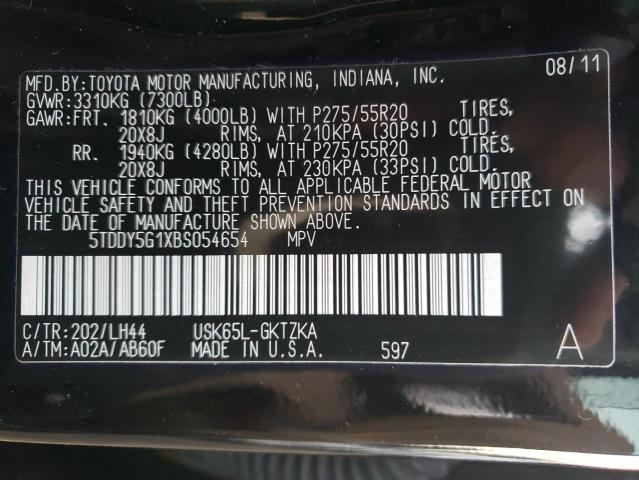 MFD.BY:TOYOTA MOTOR MANUFACTURING, INDIANA, INC. 08/11
GVWR:3310KG (7300LB)
GAWR:FRT. 1810KG (4000LB) WITH P275/55R20 TIRES,
20X8J RIMS, AT 210KPA (30PSI) COLD.
RR. 1940KG (4280LB) WITH P275/55R20 TIRES,
20X8J RIMS, AT 230KPA (33PSI) COLD.
THIS VEHICLE CONFORMS TO ALL APPLICABLE FEDERAL MOTOR
VEHICLE SAFETY AND THEFT PREVENTION STANDARDS IN EFFECT ON
THE DATE OF MANUFACTURE SHOWN ABOVE.
5TDDY5G1XBS054654 MPV
C/TR:202/LH44 USK65L-GKTZKA
A/TM:A02A/AB60F MADE IN U.S.A. 597 A